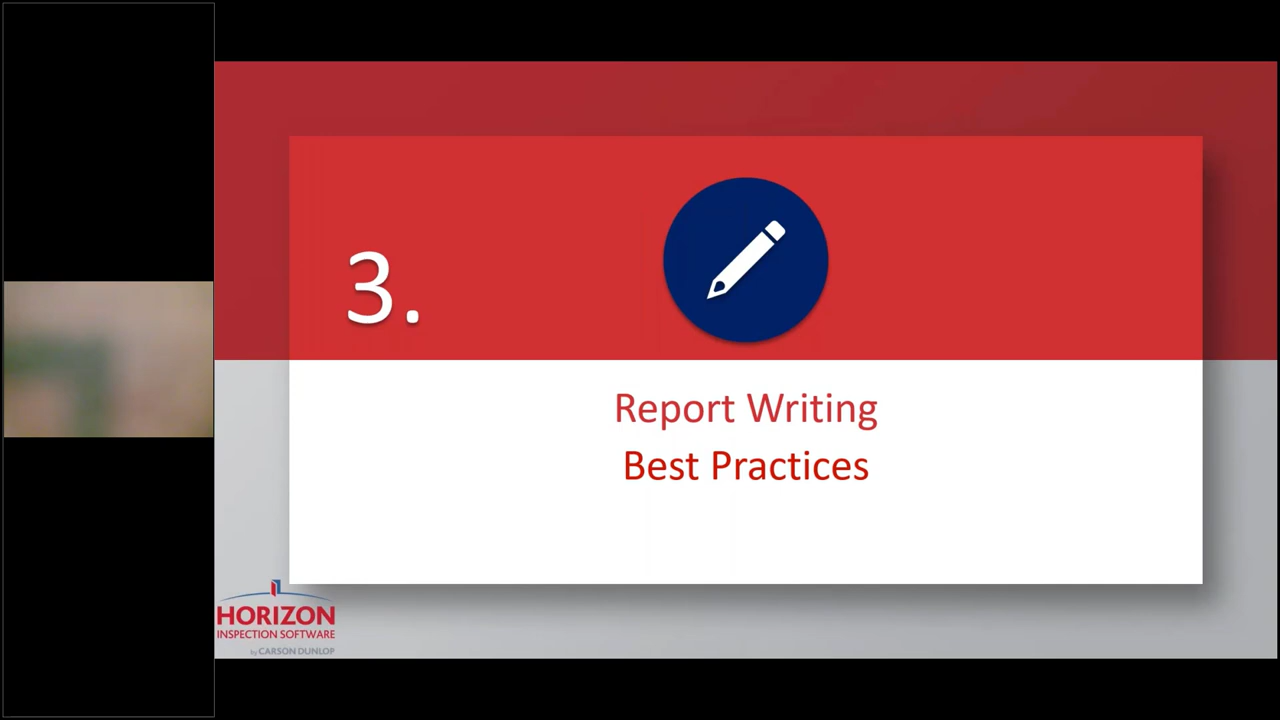 3.
Report Writing
Best Practices
HORIZON
INSPECTION SOFTWARE
by CARSON DUNLOP